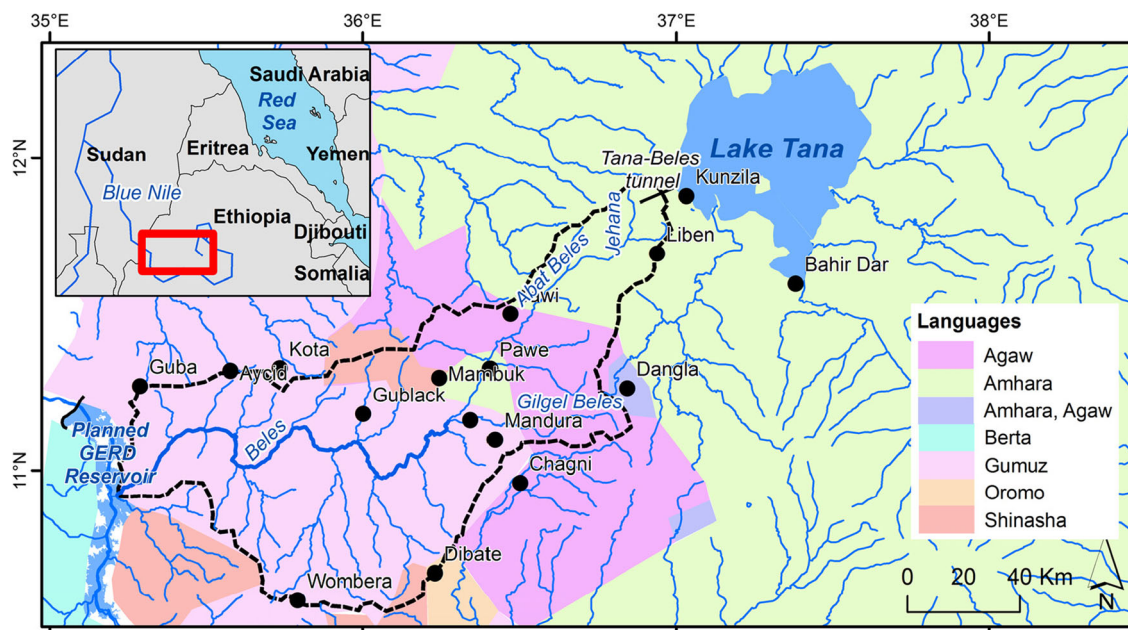 35°E
36°E
37°E
38°E
12°N
11°N
Saudi Arabia
Red
Sea
Sudan
Eritrea
Yemen
Blue Nile
Ethiopia
Djibouti
Somalia
Tana-Beles
tunnel
Lake Tana
Kunzila
Jehana
Liben
Abat Beles
Bahir Dar
Guba
Aycid
Kota
Pawe
Mambuk
Gublack
Gilgel Beles
Dangla
Mandura
Beles
Planned
GERD
Reservoir
Chagni
Dibate
Wombera
Languages
Agaw
Amhara
Amhara, Agaw
Berta
Gumuz
Oromo
Shinasha
0 20 40 Km
N